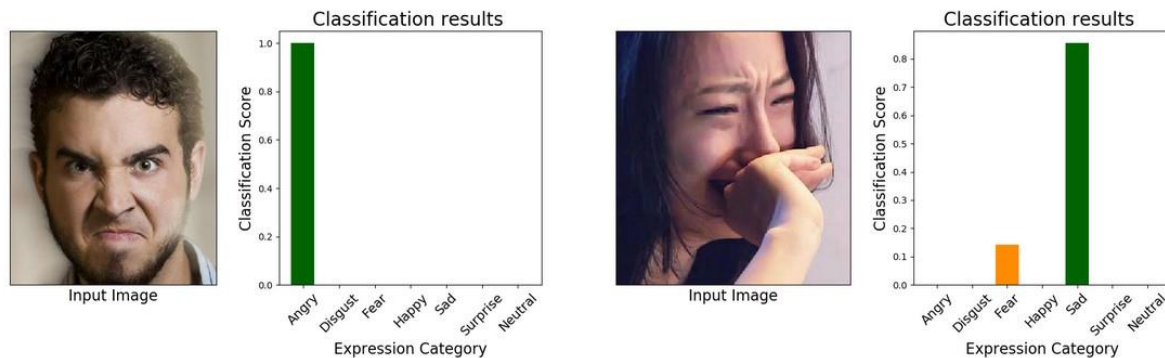 Classification results
1.0
0.8
0.6
0.4
0.2
0.0
Classification Score
Angry
Disgust
Fear
Happy
Sad
Surprise
Neutral
Expression Category
Input Image
Classification results
0.8
0.7
0.6
0.5
0.4
0.3
0.2
0.1
0.0
Classification Score
Angry
Disgust
Fear
Happy
Sad
Surprise
Neutral
Expression Category
Input Image